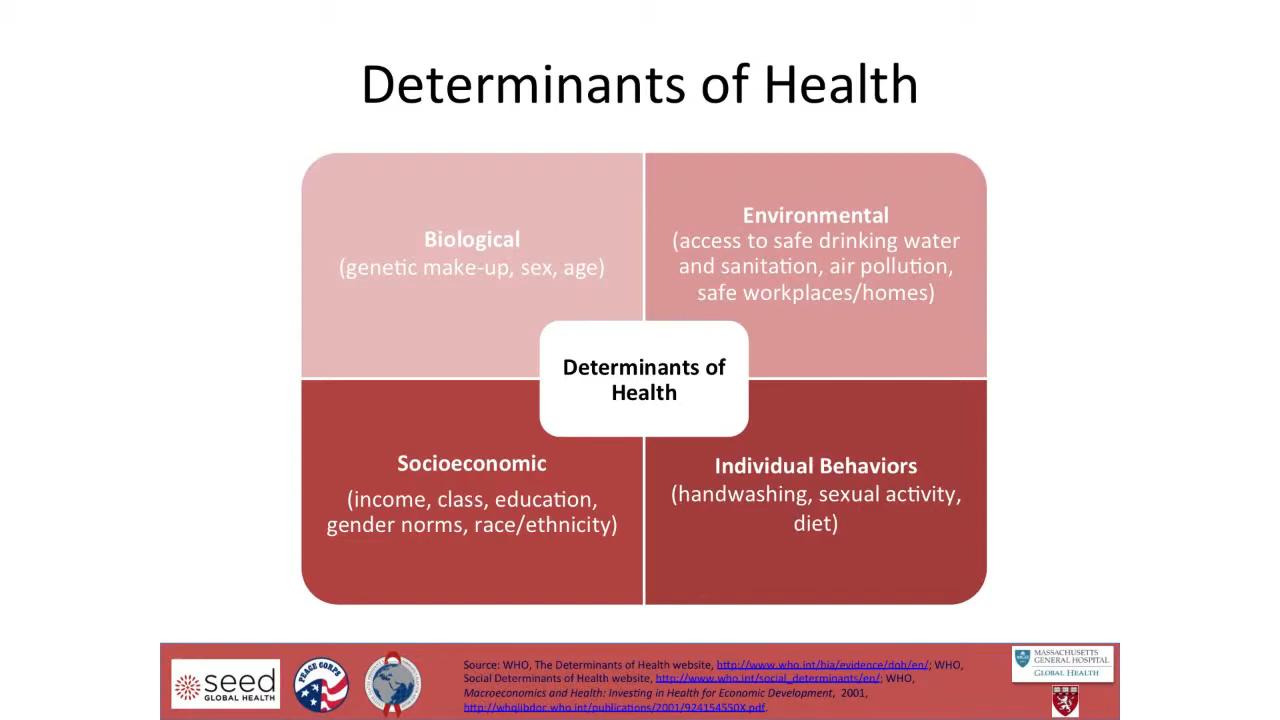 Determinants of Health
Biological
(genetic make-up, sex, age)
Environmental
(access to safe drinking water
and sanitation, air pollution,
safe workplaces/homes)
Determinants of
Health
Socioeconomic
(income, class, education,
gender norms, race/ethnicity)
Individual Behaviors
(handwashing, sexual activity,
diet)
seed
GLOBAL HEALTH
PEACE CORPS
Source: WHO, The Determinants of Health website, http://www.who.int/hia/evidence/doh/en/; WHO,
Social Determinants of Health website, http://www.who.int/social_determinants/en/; WHO,
Macroeconomics and Health: Investing in Health for Economic Development, 2001,
http://whqlibdoc.who.int/publications/2001/924154550X.pdf.
MASSACHUSETTS
GENERAL HOSPITAL
GLOBAL HEALTH